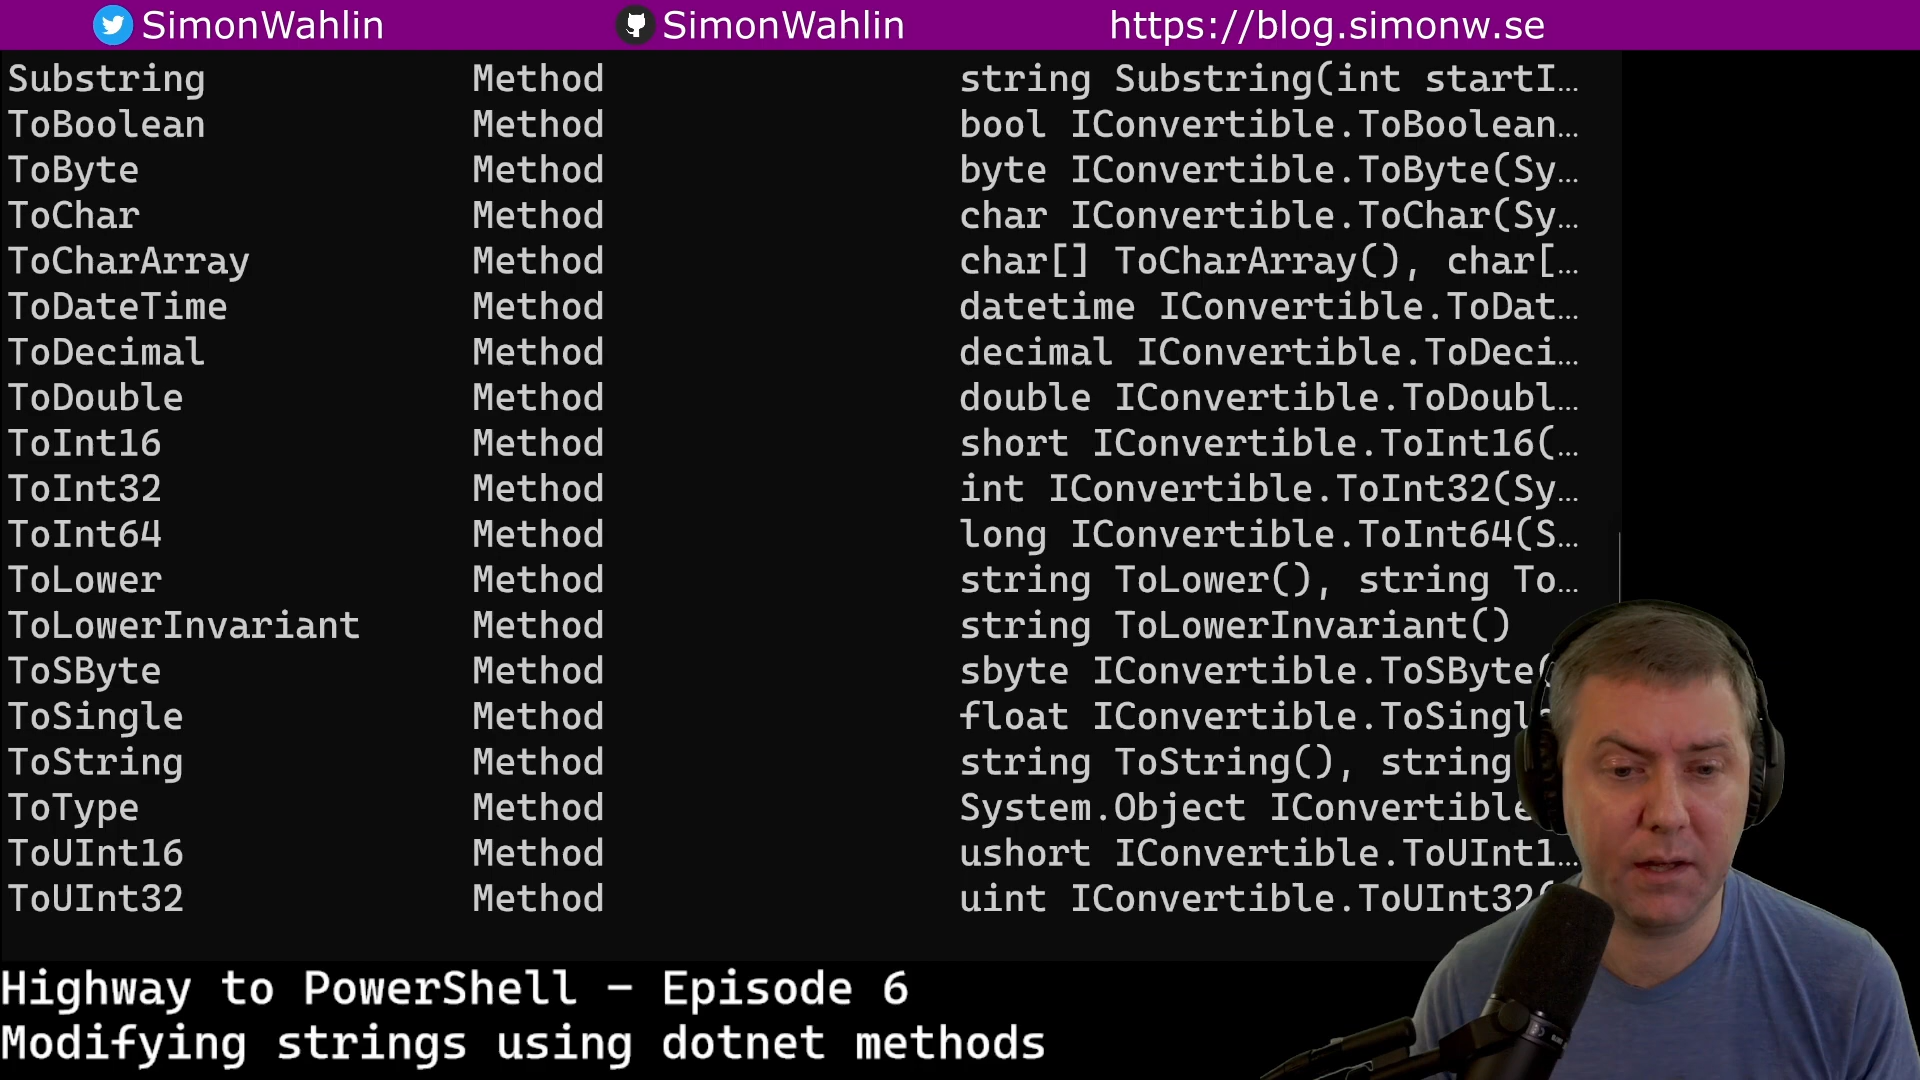 SimonWahlin SimonWahlin https://blog.simonw.se
Substring Method string Substring(int startI…
ToBoolean Method bool IConvertible.ToBoolean…
ToByte Method byte IConvertible.ToByte(Sy…
ToChar Method char IConvertible.ToChar(Sy…
ToCharArray Method char[] ToCharArray(), char[…
ToDateTime Method datetime IConvertible.ToDat…
ToDecimal Method decimal IConvertible.ToDeci…
ToDouble Method double IConvertible.ToDoubl…
ToInt16 Method short IConvertible.ToInt16(…
ToInt32 Method int IConvertible.ToInt32(Sy…
ToInt64 Method long IConvertible.ToInt64(S…
ToLower Method string ToLower(), string To…
ToLowerInvariant Method string ToLowerInvariant()
ToSByte Method sbyte IConvertible.ToSByte(
ToSingle Method float IConvertible.ToSingl
ToString Method string ToString(), string
ToType Method System.Object IConvertible
ToUInt16 Method ushort IConvertible.ToUInt1…
ToUInt32 Method uint IConvertible.ToUInt32(
Highway to PowerShell – Episode 6
Modifying strings using dotnet methods